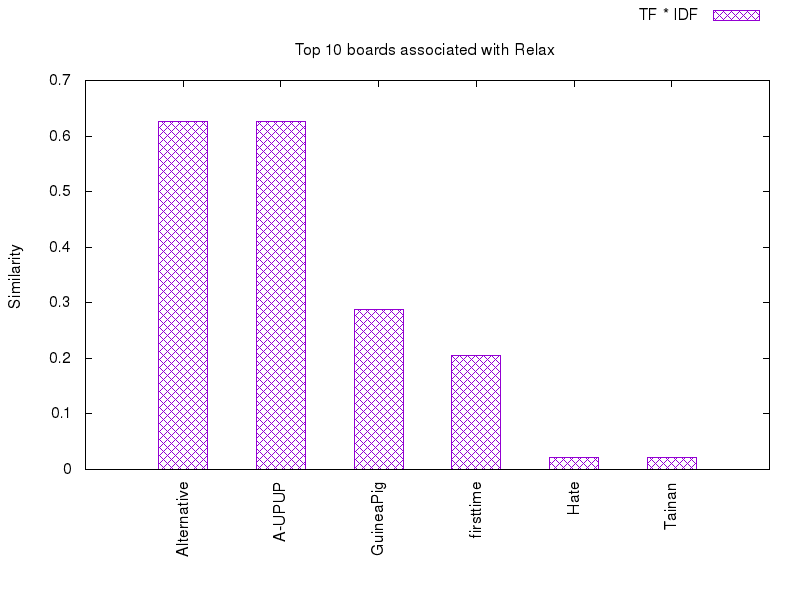 TF * IDF
Top 10 boards associated with Relax
0.7
0.6
0.5
0.4
0.3
0.2
0.1
0
Similarity
Alternative
A-UPUP
GuineaPig
firsttime
Hate
Tainan